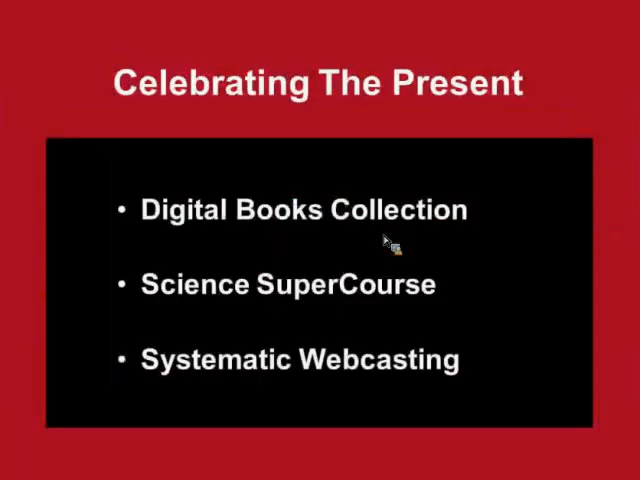 Celebrating The Present
• Digital Books Collection
• Science SuperCourse
• Systematic Webcasting